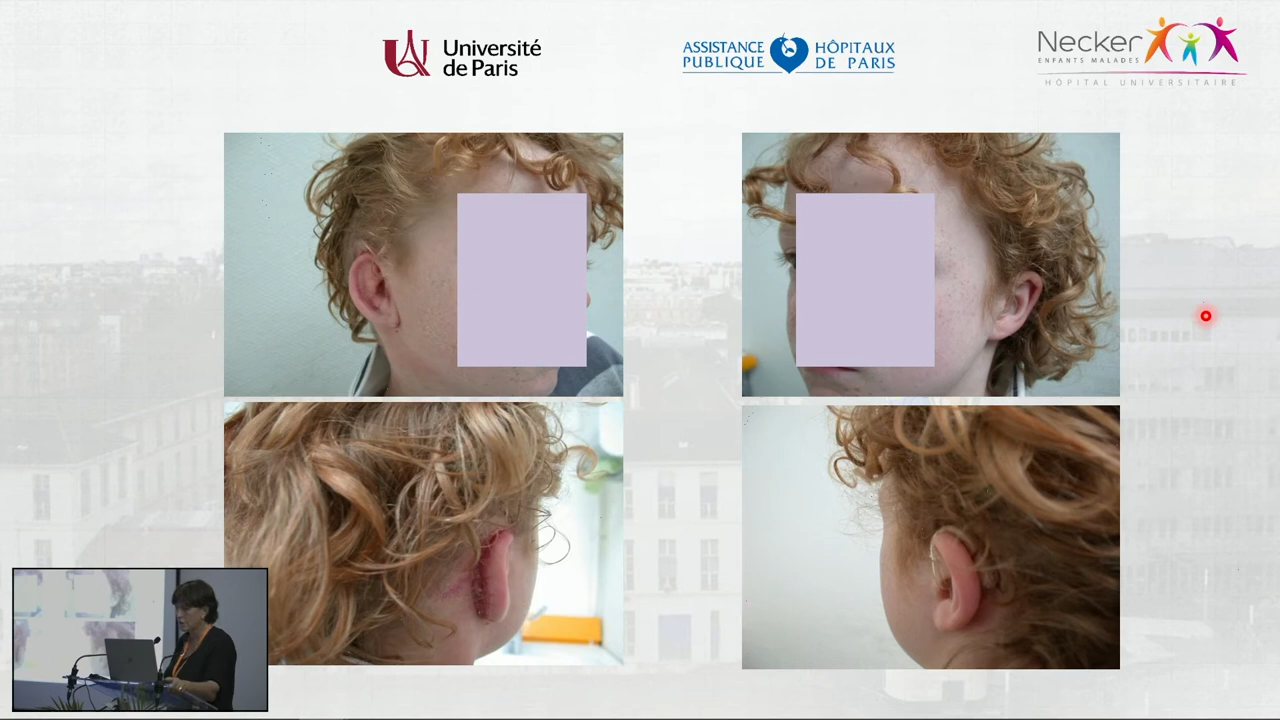 Université
de Paris
ASSISTANCE PUBLIQUE
HÔPITAUX DE PARIS
Necker
ENFANTS MALADES
HÔPITAL UNIVERSITAIRE